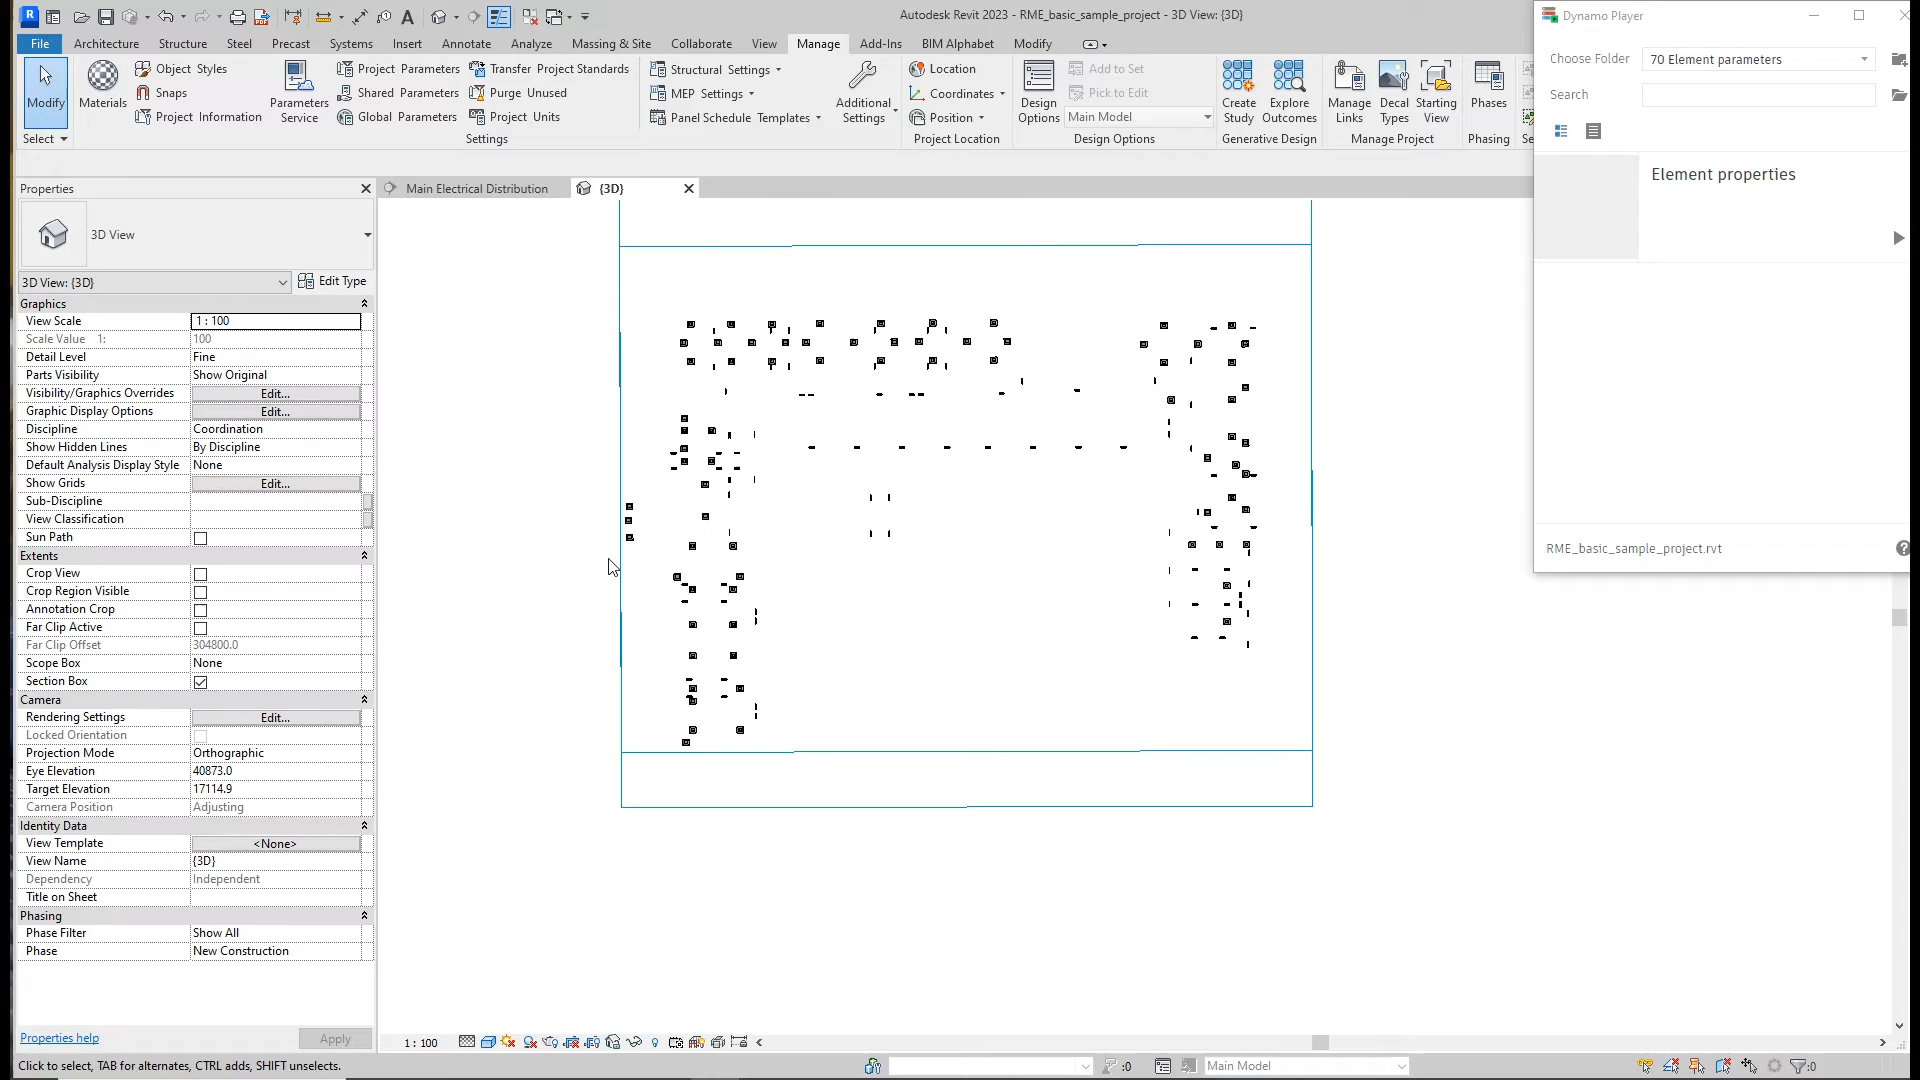 Autodesk Revit 2023 - RME_basic_sample_project - 3D View: {3D}
File Architecture Structure Steel Precast Systems Insert Annotate Analyze Massing & Site Collaborate View Manage Add-Ins BIM Alphabet Modify
Modify
Select
Materials
Object Styles
Snaps
Project Information
Parameters Service
Project Parameters
Shared Parameters
Global Parameters
Transfer Project Standards
Purge Unused
Project Units
Settings
Structural Settings
MEP Settings
Panel Schedule Templates
Additional Settings
Location
Coordinates
Position
Project Location
Design Options
Add to Set
Pick to Edit
Main Model
Design Options
Create Study
Explore Outcomes
Generative Design
Manage Links
Decal Types
Starting View
Manage Project
Phases
Phasing
Se
Dynamo Player
Choose Folder 70 Element parameters
Search
Element properties
RME_basic_sample_project.rvt
Properties
Main Electrical Distribution
{3D}
3D View
3D View: {3D} Edit Type
Graphics
View Scale 1 : 100
Scale Value 1: 100
Detail Level Fine
Parts Visibility Show Original
Visibility/Graphics Overrides Edit...
Graphic Display Options Edit...
Discipline Coordination
Show Hidden Lines By Discipline
Default Analysis Display Style None
Show Grids Edit...
Sub-Discipline
View Classification
Sun Path
Extents
Crop View
Crop Region Visible
Annotation Crop
Far Clip Active
Far Clip Offset 304800.0
Scope Box None
Section Box
Camera
Rendering Settings Edit...
Locked Orientation
Projection Mode Orthographic
Eye Elevation 40873.0
Target Elevation 17114.9
Camera Position Adjusting
Identity Data
View Template <None>
View Name {3D}
Dependency Independent
Title on Sheet
Phasing
Phase Filter Show All
Phase New Construction
Properties help Apply
1 : 100
Click to select, TAB for alternates, CTRL adds, SHIFT unselects.
:0
Main Model
:0